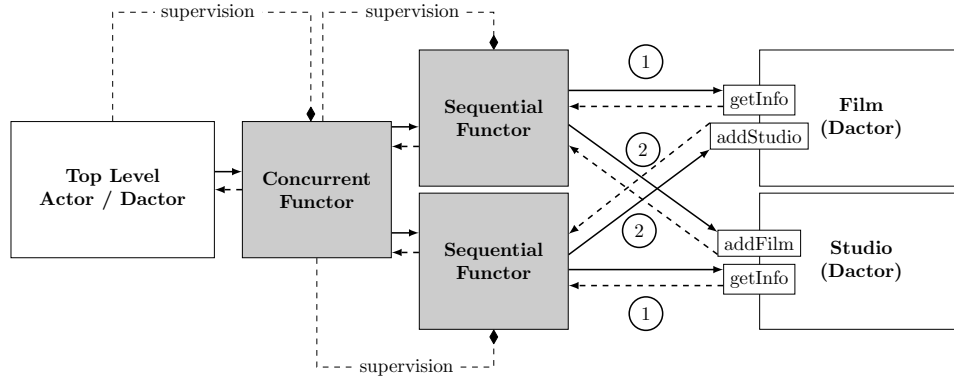 supervision
supervision
1
Sequential
Functor
getInfo
addStudio
Film
(Dactor)
Top Level
Actor / Dactor
Concurrent
Functor
2
2
Sequential
Functor
addFilm
getInfo
Studio
(Dactor)
1
supervision